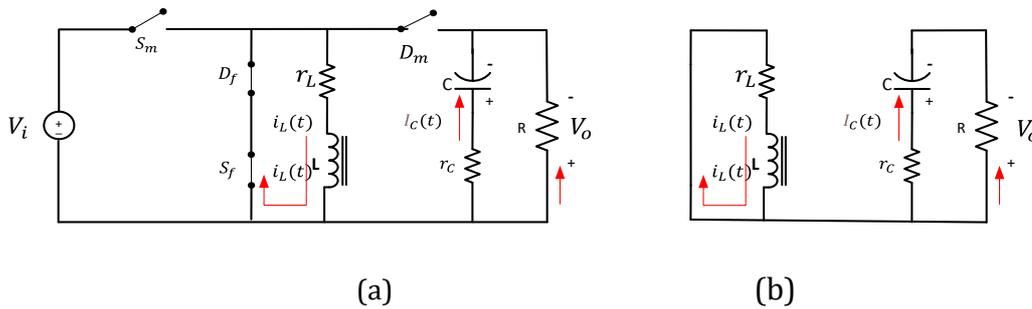 S_m
D_m
D_f
r_L
C
-
+
-
V_i
+
−
i_L(t)
I_C(t)
R
V_o
S_f
i_L(t)
L
r_C
+
(a)
r_L
C
-
+
-
i_L(t)
I_C(t)
R
V_o
i_L(t)
L
r_C
+
(b)